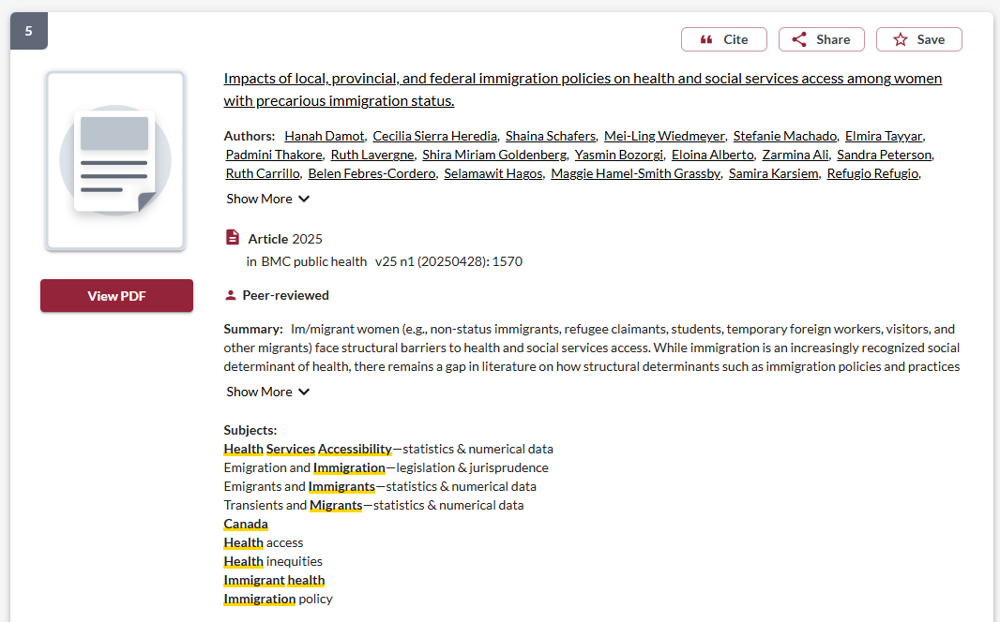 5
Cite
Share
Save
Impacts of local, provincial, and federal immigration policies on health and social services access among women
with precarious immigration status.
Authors: Hanah Damot, Cecilia Sierra Heredia, Shaina Schafers, Mei-Ling Wiedmeyer, Stefanie Machado, Elmira Tayyar,
Padmini Thakore, Ruth Lavergne, Shira Miriam Goldenberg, Yasmin Bozorgi, Eloina Alberto, Zarmina Ali, Sandra Peterson,
Ruth Carrillo, Belen Febres-Cordero, Selamawit Hagos, Maggie Hamel-Smith Grassby, Samira Karsiem, Refugio Refugio,
Show More
Article 2025
in BMC public health v25 n1 (20250428): 1570
View PDF
Peer-reviewed
Summary: Im/migrant women (e.g., non-status immigrants, refugee claimants, students, temporary foreign workers, visitors, and
other migrants) face structural barriers to health and social services access. While immigration is an increasingly recognized social
determinant of health, there remains a gap in literature on how structural determinants such as immigration policies and practices
Show More
Subjects:
Health Services Accessibility—statistics & numerical data
Emigration and Immigration—legislation & jurisprudence
Emigrants and Immigrants—statistics & numerical data
Transients and Migrants—statistics & numerical data
Canada
Health access
Health inequities
Immigrant health
Immigration policy